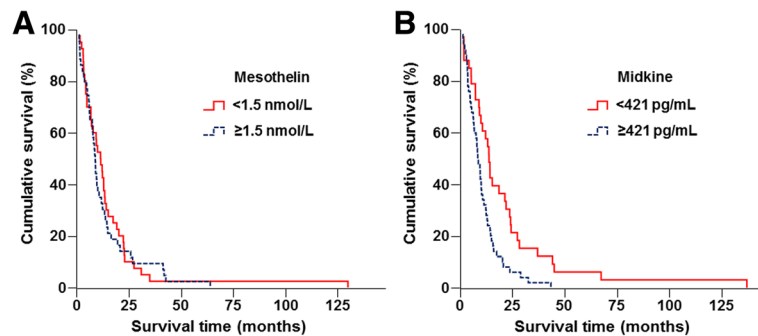 A
Cumulative survival (%)
100
80
60
40
20
0
Mesothelin
<1.5 nmol/L
≥1.5 nmol/L
0 25 50 75 100 125
Survival time (months)
B
Cumulative survival (%)
100
80
60
40
20
0
Midkine
<421 pg/mL
≥421 pg/mL
0 25 50 75 100 125
Survival time (months)